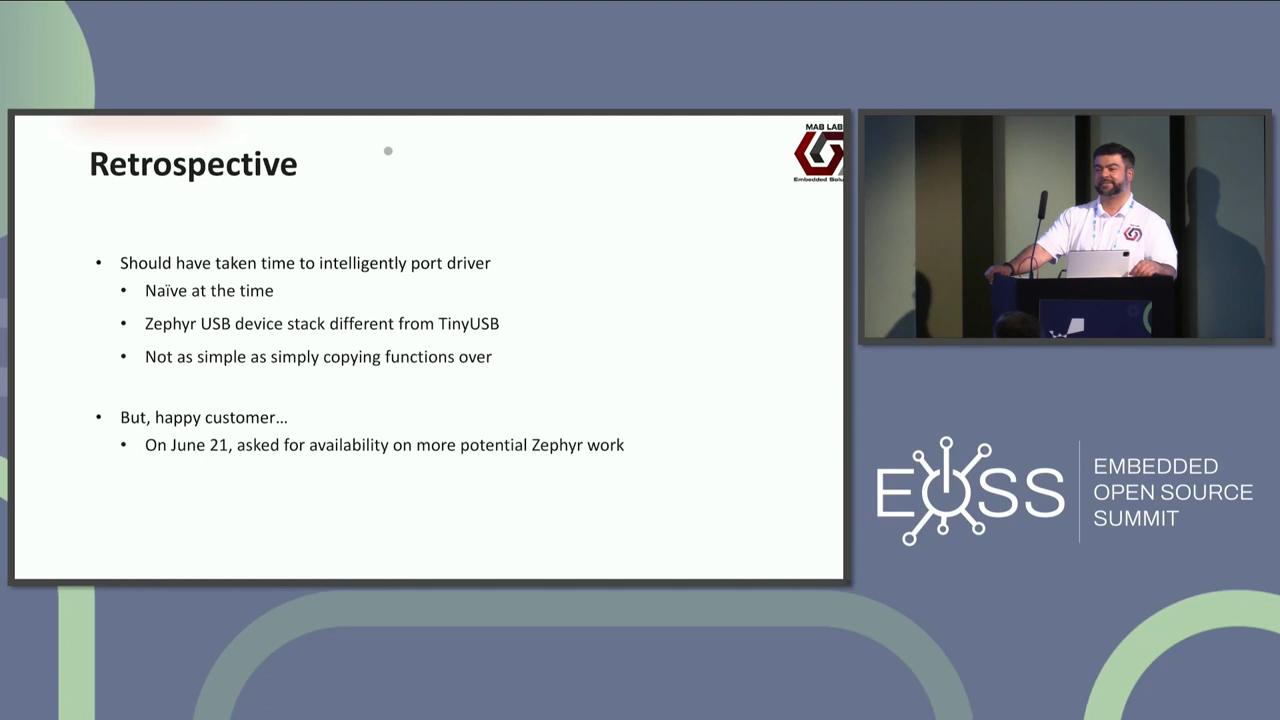 MAB LAB
Embedded Solu
Retrospective
• Should have taken time to intelligently port driver
• Naïve at the time
• Zephyr USB device stack different from TinyUSB
• Not as simple as simply copying functions over
• But, happy customer...
• On June 21, asked for availability on more potential Zephyr work
EOSS
EMBEDDED
OPEN SOURCE
SUMMIT